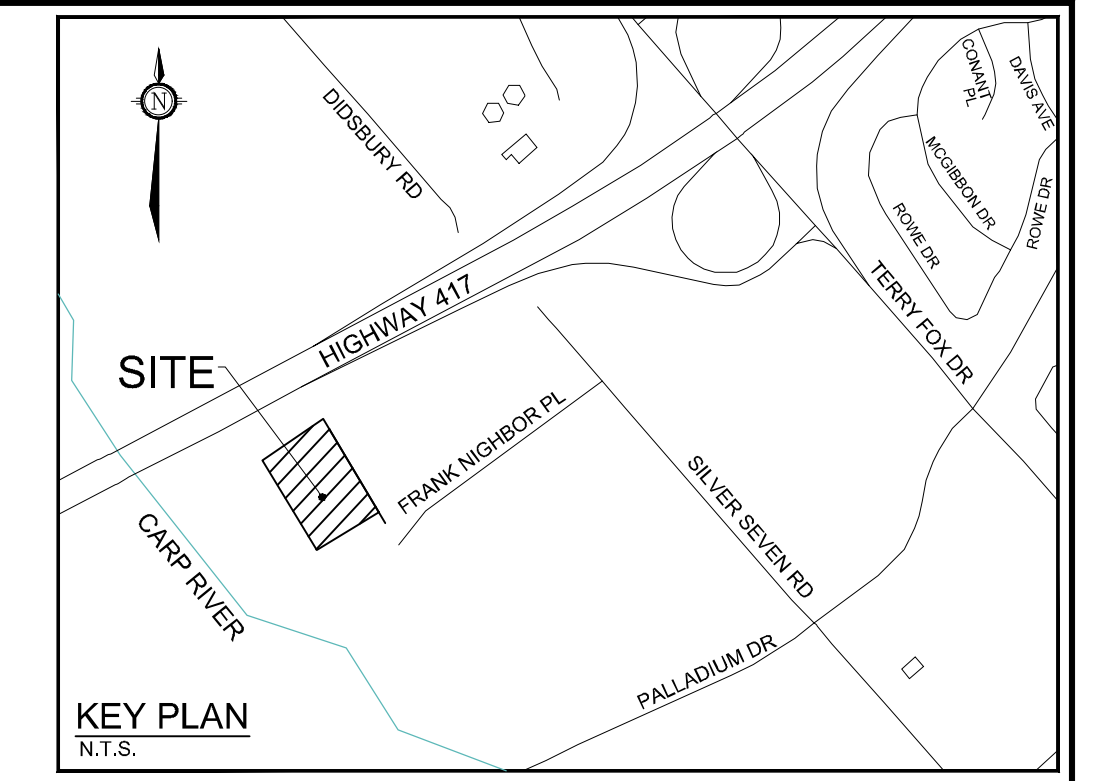 N
DIDSBURY RD
CONANT
PL
DAVIS AVE
MCGIBBON DR
ROWE DR
ROWE DR
TERRY FOX DR
HIGHWAY 417
SITE
FRANK NIGHBOR PL
SILVER SEVEN RD
CARP RIVER
PALLADIUM DR
KEY PLAN
N.T.S.